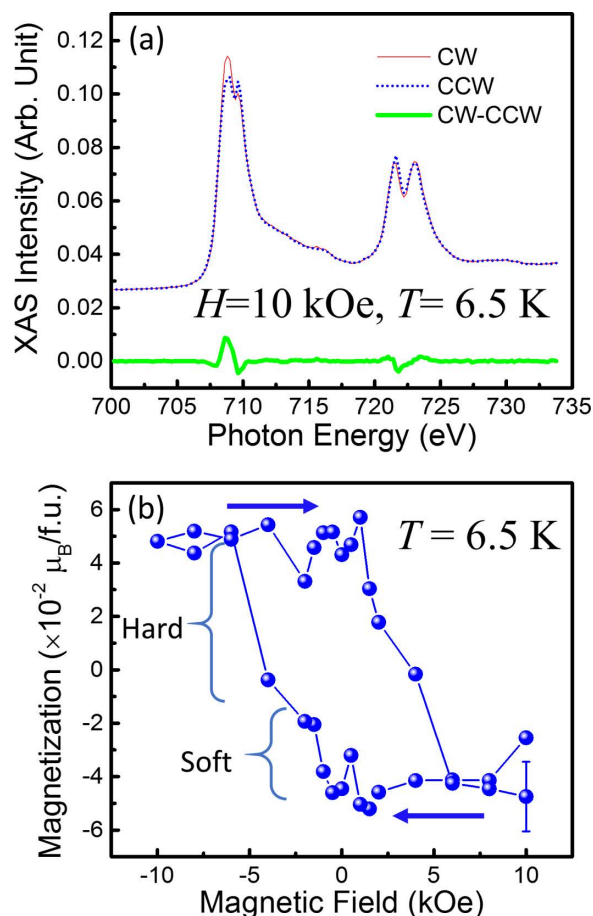 (a)
CW
CCW
CW-CCW
H=10 kOe, T= 6.5 K
XAS Intensity (Arb. Unit)
0.12
0.10
0.08
0.06
0.04
0.02
0.00
700 705 710 715 720 725 730 735
Photon Energy (eV)
(b)
T = 6.5 K
Hard
Soft
Magnetization (×10⁻² μB/f.u.)
6
4
2
0
-2
-4
-6
-10 -5 0 5 10
Magnetic Field (kOe)